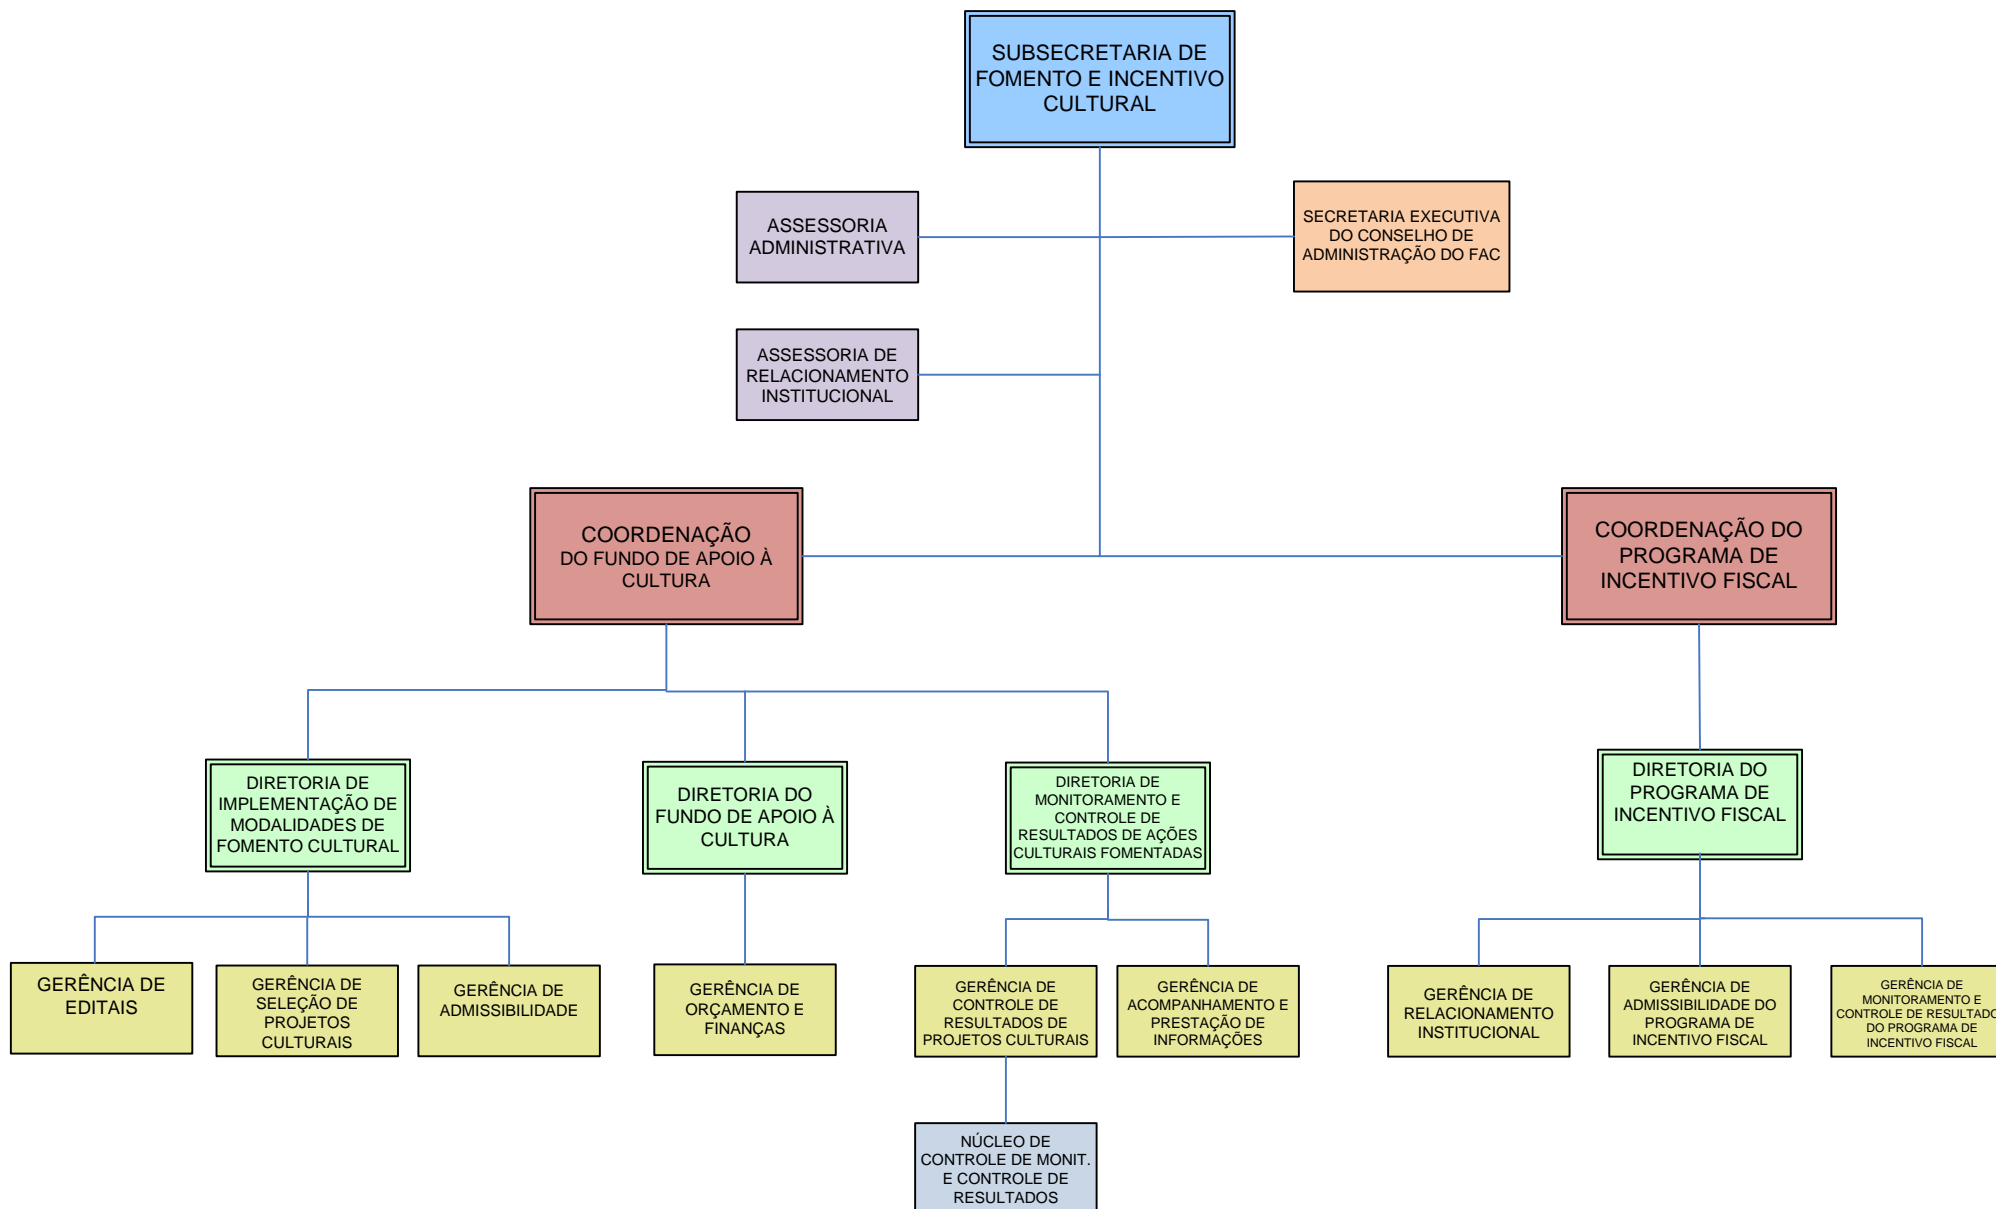 SUBSECRETARIA DE
FOMENTO E INCENTIVO
CULTURAL
ASSESSORIA
ADMINISTRATIVA
SECRETARIA EXECUTIVA
DO CONSELHO DE
ADMINISTRAÇÃO DO FAC
ASSESSORIA DE
RELACIONAMENTO
INSTITUCIONAL
COORDENAÇÃO
DO FUNDO DE APOIO À
CULTURA
COORDENAÇÃO DO
PROGRAMA DE
INCENTIVO FISCAL
DIRETORIA DE
IMPLEMENTAÇÃO DE
MODALIDADES DE
FOMENTO CULTURAL
DIRETORIA DO
FUNDO DE APOIO À
CULTURA
DIRETORIA DE
MONITORAMENTO E
CONTROLE DE
RESULTADOS DE AÇÕES
CULTURAIS FOMENTADAS
DIRETORIA DO
PROGRAMA DE
INCENTIVO FISCAL
GERÊNCIA DE
EDITAIS
GERÊNCIA DE
SELEÇÃO DE
PROJETOS
CULTURAIS
GERÊNCIA DE
ADMISSIBILIDADE
GERÊNCIA DE
ORÇAMENTO E
FINANÇAS
GERÊNCIA DE
CONTROLE DE
RESULTADOS DE
PROJETOS CULTURAIS
GERÊNCIA DE
ACOMPANHAMENTO E
PRESTAÇÃO DE
INFORMAÇÕES
GERÊNCIA DE
RELACIONAMENTO
INSTITUCIONAL
GERÊNCIA DE
ADMISSIBILIDADE DO
PROGRAMA DE
INCENTIVO FISCAL
GERÊNCIA DE
MONITORAMENTO E
CONTROLE DE RESULTADO
DO PROGRAMA DE
INCENTIVO FISCAL
NÚCLEO DE
CONTROLE DE MONIT.
E CONTROLE DE
RESULTADOS